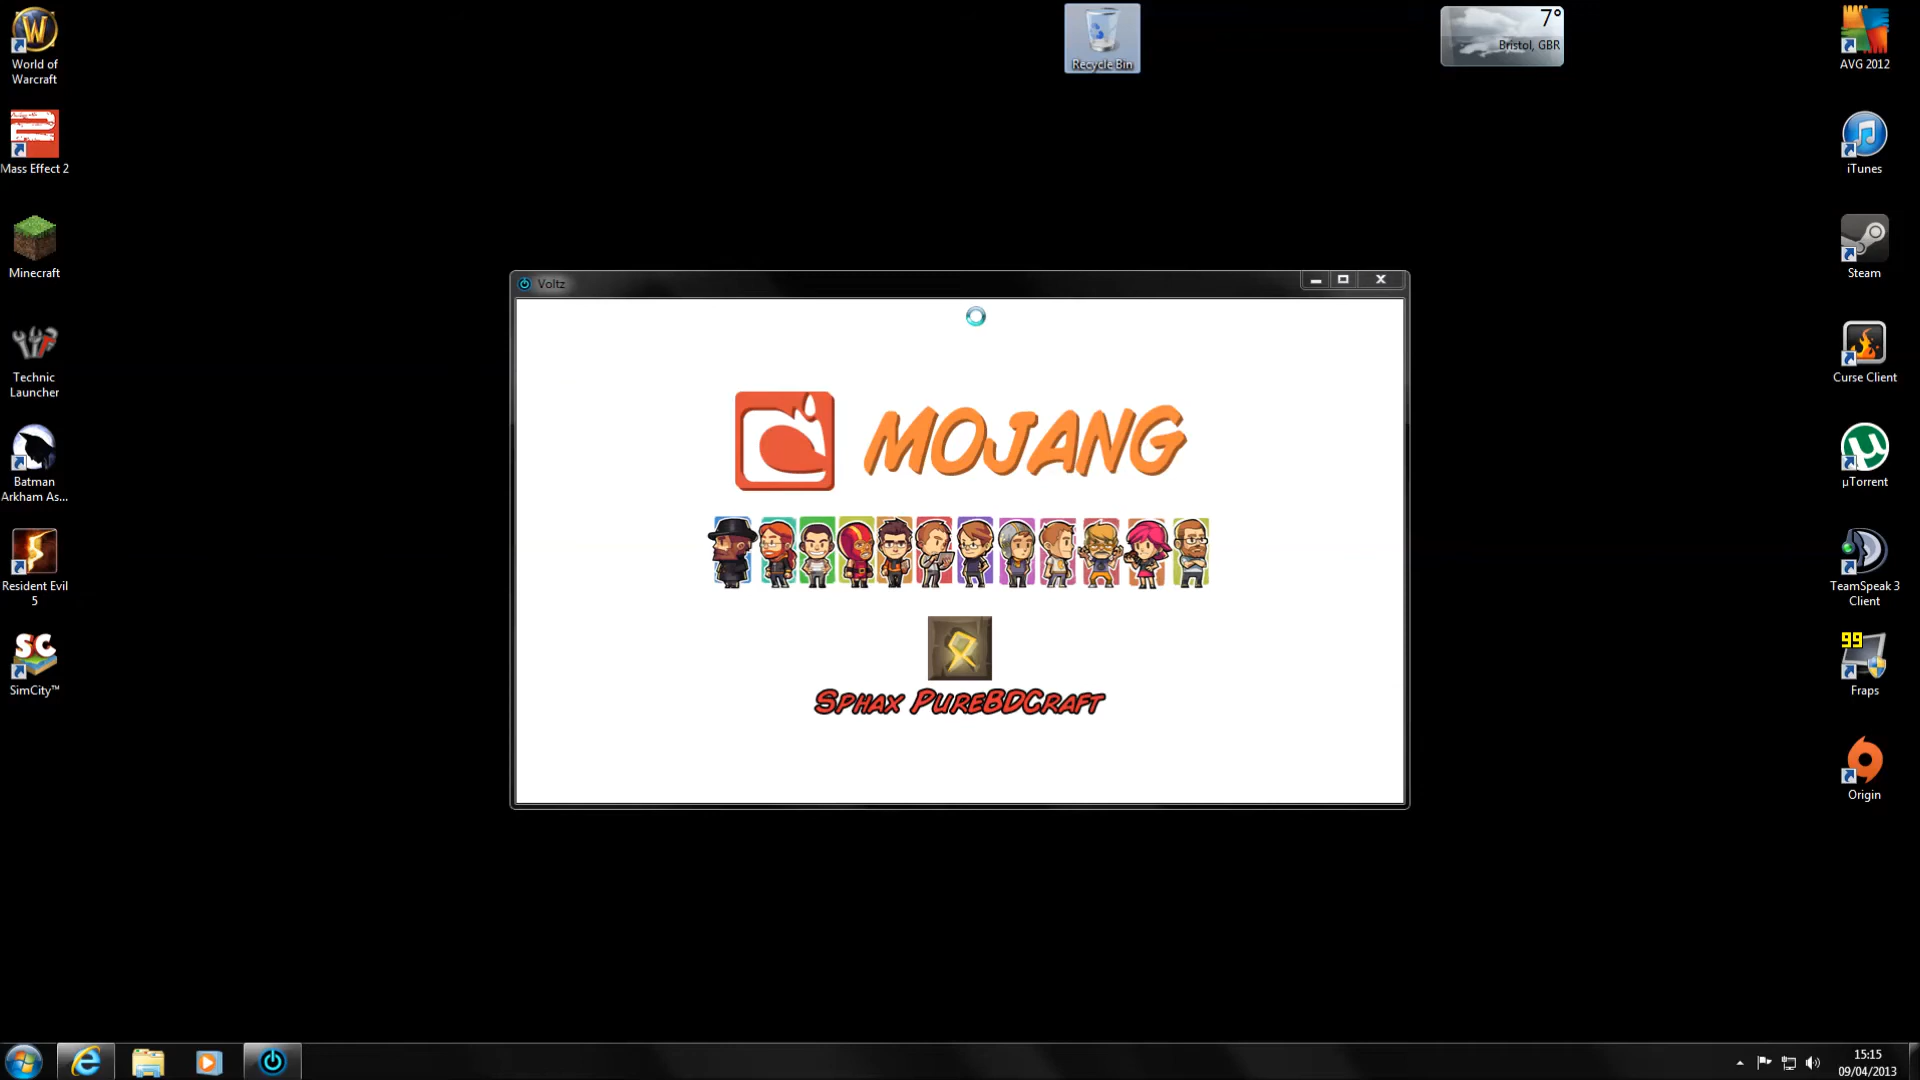 World of
Warcraft
Mass Effect 2
Minecraft
Technic
Launcher
Batman
Arkham As...
Resident Evil
5
SC
SimCity™
Recycle Bin
7°
Bristol, GBR
Voltz
MOJANG
Sphax PureBDCraft
AVG 2012
iTunes
Steam
Curse Client
µTorrent
TeamSpeak 3
Client
99
Fraps
Origin
15:15
09/04/2013